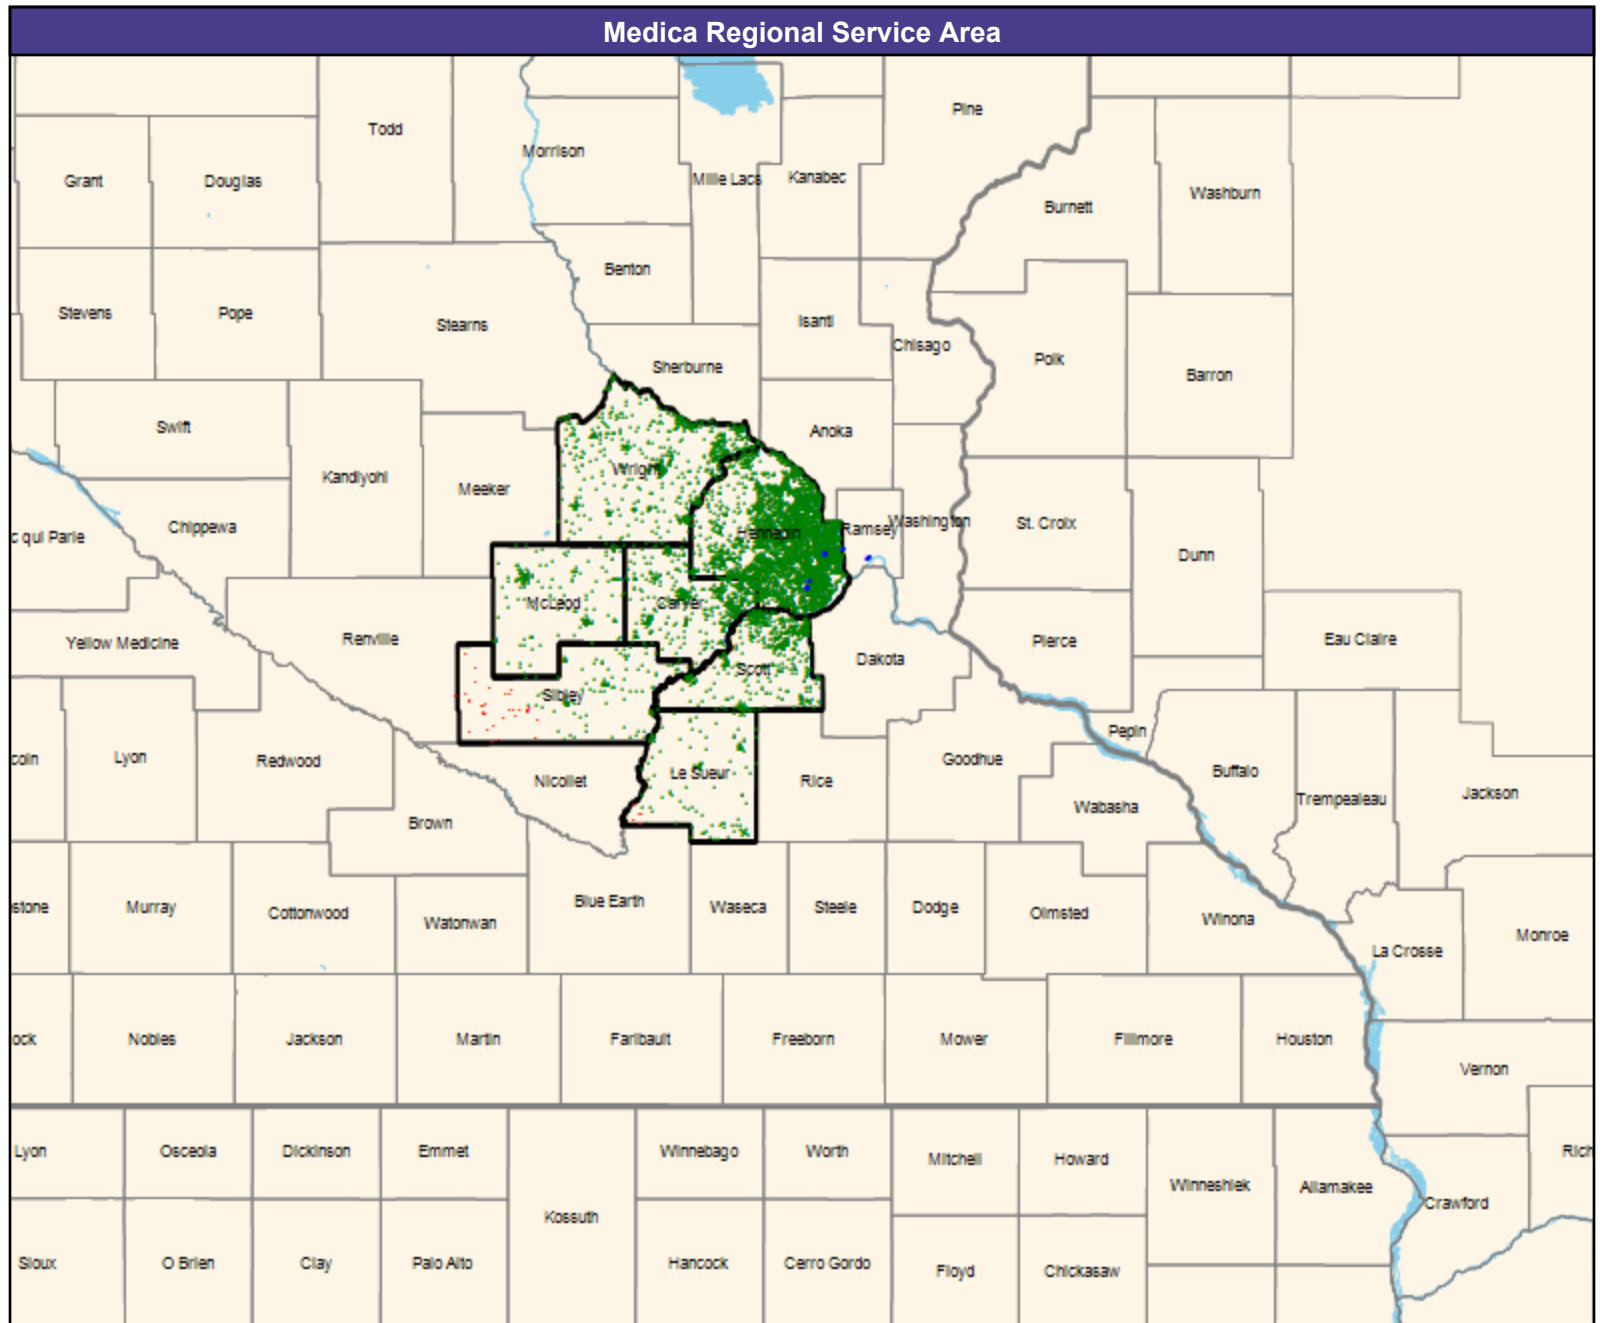 Medica Regional Service Area
Pine
Todd
Morrison
Mille Lacs
Kanabec
Grant
Douglas
Washburn
Burnett
Benton
Stevens
Pope
Stearns
Isanti
Chisago
Polk
Barron
Sherburne
Swift
Anoka
Wright
Kandiyohi
Meeker
Chippewa
c qui Parle
Hennepin
Ramsey
Washington
St. Croix
Dunn
McLeod
Carver
Yellow Medicine
Renville
Pierce
Eau Claire
Dakota
Scott
Sibley
Pepin
coln
Lyon
Redwood
Nicollet
Le Sueur
Rice
Goodhue
Buffalo
Trempealeau
Jackson
Wabasha
Brown
stone
Murray
Cottonwood
Watonwan
Blue Earth
Waseca
Steele
Dodge
Olmsted
Winona
La Crosse
Monroe
ock
Nobles
Jackson
Martin
Faribault
Freeborn
Mower
Fillmore
Houston
Vernon
Lyon
Osceola
Dickinson
Emmet
Winnebago
Worth
Mitchell
Howard
Rich
Winneshiek
Allamakee
Crawford
Kossuth
Sioux
O Brien
Clay
Palo Alto
Hancock
Cerro Gordo
Floyd
Chickasaw